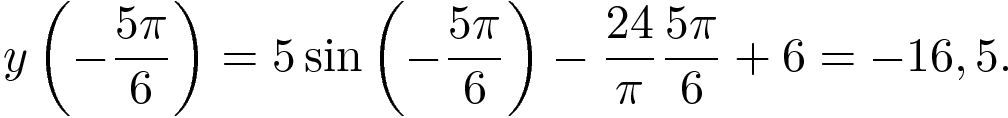 y(−5π/6) = 5 sin(−5π/6) − 24/π 5π/6 + 6 = −16,5.